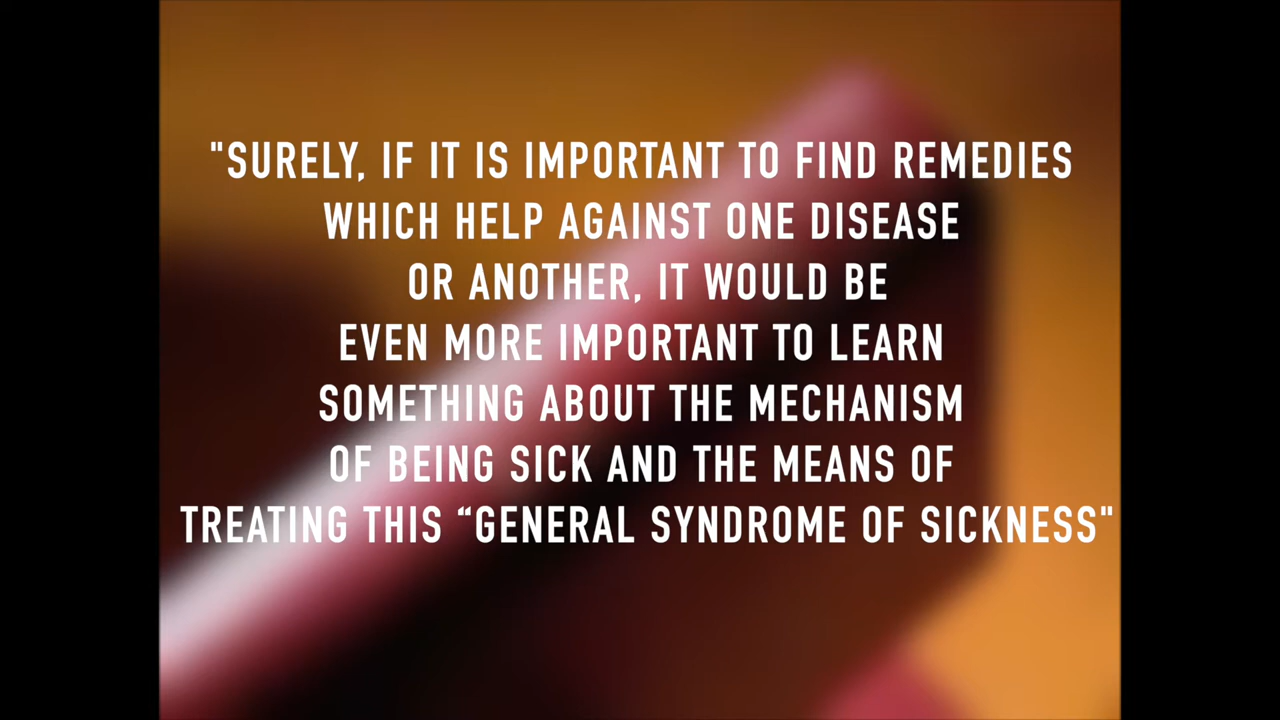 "SURELY, IF IT IS IMPORTANT TO FIND REMEDIES
WHICH HELP AGAINST ONE DISEASE
OR ANOTHER, IT WOULD BE
EVEN MORE IMPORTANT TO LEARN
SOMETHING ABOUT THE MECHANISM
OF BEING SICK AND THE MEANS OF
TREATING THIS “GENERAL SYNDROME OF SICKNESS"